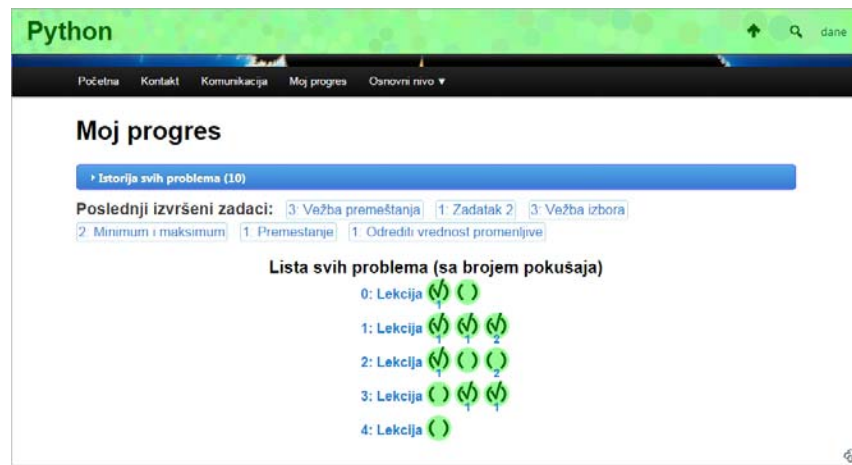 Python
dane
Početna Kontakt Komunikacija Moj progres Osnovni nivo ▼
Moj progres
Istorija svih problema (10)
Poslednji izvršeni zadaci: 3: Vežba premeštanja 1: Zadatak 2 3: Vežba izbora
2: Minimum i maksimum 1: Premestanje 1: Odrediti vrednost promenljive
Lista svih problema (sa brojem pokušaja)
0: Lekcija (√) ( )
1
1: Lekcija (√) (√) (√)
1 1 2
2: Lekcija (√) ( ) ( )
1 2
3: Lekcija ( ) (√) (√)
1 1
4: Lekcija ( )